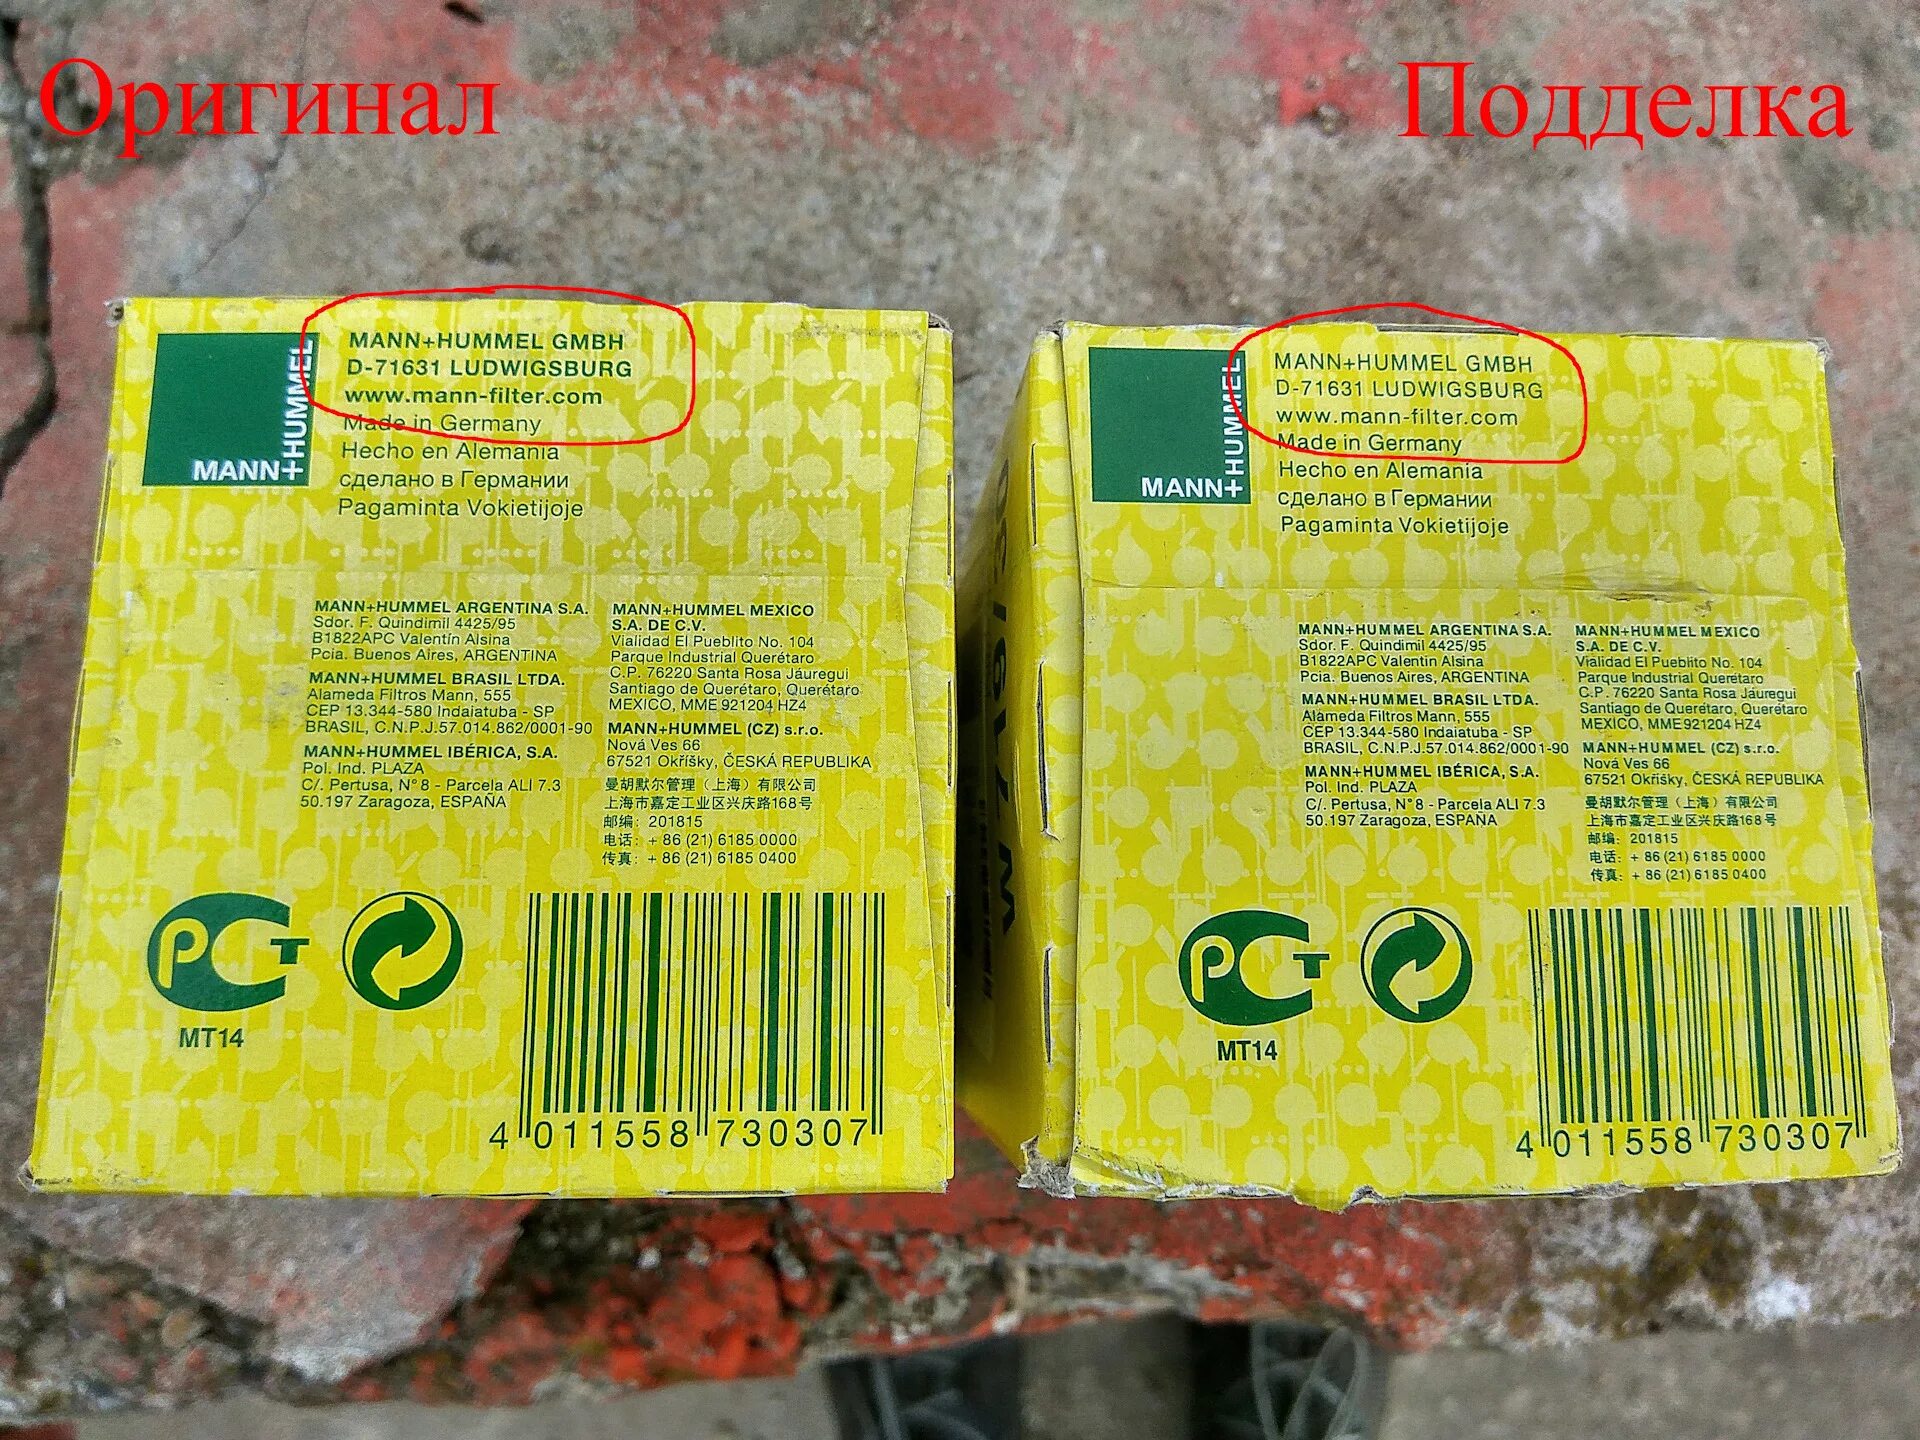 Оригинал
Подделка
MANN+HUMMEL
MANN+HUMMEL GMBH
D-71631 LUDWIGSBURG
www.mann-filter.com
Made in Germany
Hecho en Alemania
сделано в Германии
Pagaminta Vokietijoje
MANN+HUMMEL ARGENTINA S.A.
Sdor. F. Quindimil 4425/95
B1822APC Valentín Alsina
Pcia. Buenos Aires, ARGENTINA
MANN+HUMMEL BRASIL LTDA.
Alameda Filtros Mann, 555
CEP 13.344-580 Indaiatuba - SP
BRASIL, C.N.P.J.57.014.862/0001-90
MANN+HUMMEL IBÉRICA, S.A.
Pol. Ind. PLAZA
C/. Pertusa, N°8 - Parcela ALI 7.3
50.197 Zaragoza, ESPAÑA
MANN+HUMMEL MEXICO
S.A. DE C.V.
Vialidad El Pueblito No. 104
Parque Industrial Querétaro
C.P. 76220 Santa Rosa Jáuregui
Santiago de Querétaro, Querétaro
MEXICO, MME 921204 HZ4
MANN+HUMMEL (CZ) s.r.o.
Nová Ves 66
67521 Okříšky, ČESKÁ REPUBLIKA
曼胡默尔管理（上海）有限公司
上海市嘉定工业区兴庆路168号
邮编：201815
电话：+ 86 (21) 6185 0000
传真：+ 86 (21) 6185 0400
РСТ
MT14
4 011558 730307
MANN+HUMMEL
MANN+HUMMEL GMBH
D-71631 LUDWIGSBURG
www.mann-filter.com
Made in Germany
Hecho en Alemania
сделано в Германии
Pagaminta Vokietijoje
MANN+HUMMEL ARGENTINA S.A.
Sdor. F. Quindimil 4425/95
B1822APC Valentín Alsina
Pcia. Buenos Aires, ARGENTINA
MANN+HUMMEL BRASIL LTDA.
Alameda Filtros Mann, 555
CEP 13.344-580 Indaiatuba - SP
BRASIL, C.N.P.J.57.014.862/0001-90
MANN+HUMMEL IBÉRICA, S.A.
Pol. Ind. PLAZA
C/. Pertusa, N°8 - Parcela ALI 7.3
50.197 Zaragoza, ESPAÑA
MANN+HUMMEL MEXICO
S.A. DE C.V.
Vialidad El Pueblito No. 104
Parque Industrial Querétaro
C.P. 76220 Santa Rosa Jáuregui
Santiago de Querétaro, Querétaro
MEXICO, MME 921204 HZ4
MANN+HUMMEL (CZ) s.r.o.
Nová Ves 66
67521 Okříšky, ČESKÁ REPUBLIKA
曼胡默尔管理（上海）有限公司
上海市嘉定工业区兴庆路168号
邮编：201815
电话：+ 86 (21) 6185 0000
传真：+ 86 (21) 6185 0400
РСТ
MT14
4 011558 730307